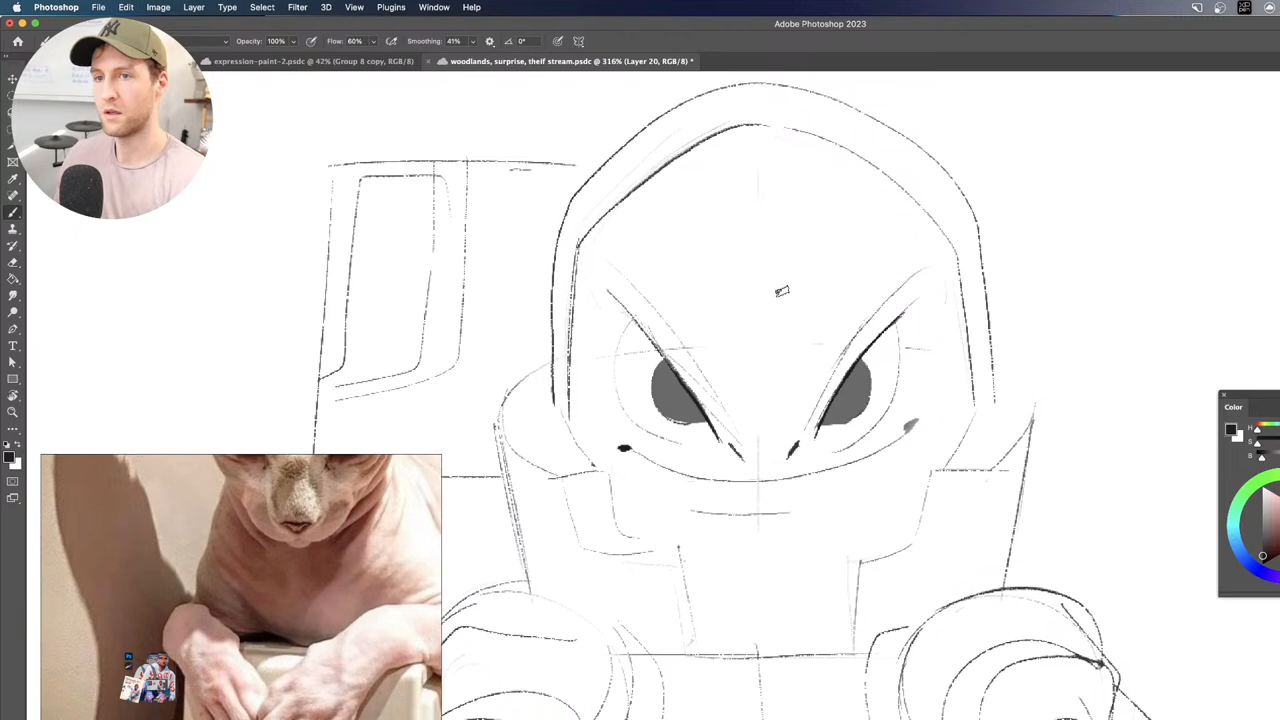 Photoshop File Edit Image Layer Type Select Filter 3D View Plugins Window Help
Adobe Photoshop 2023
Opacity: 100% Flow: 60% Smoothing: 41% 0°
expression-paint-2.psdc @ 42% (Group 8 copy, RGB/8) × woodlands, surprise, theif stream.psdc @ 316% (Layer 20, RGB/8) *
Color
H
S
B
Ps